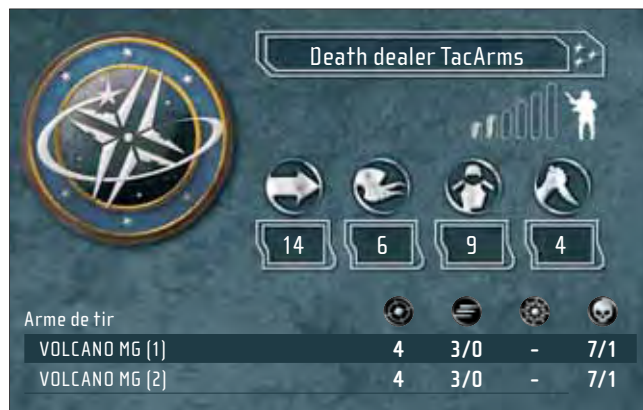 Death dealer TacArms
14 6 9 4
Arme de tir
VOLCANO MG (1) 4 3/0 - 7/1
VOLCANO MG (2) 4 3/0 - 7/1